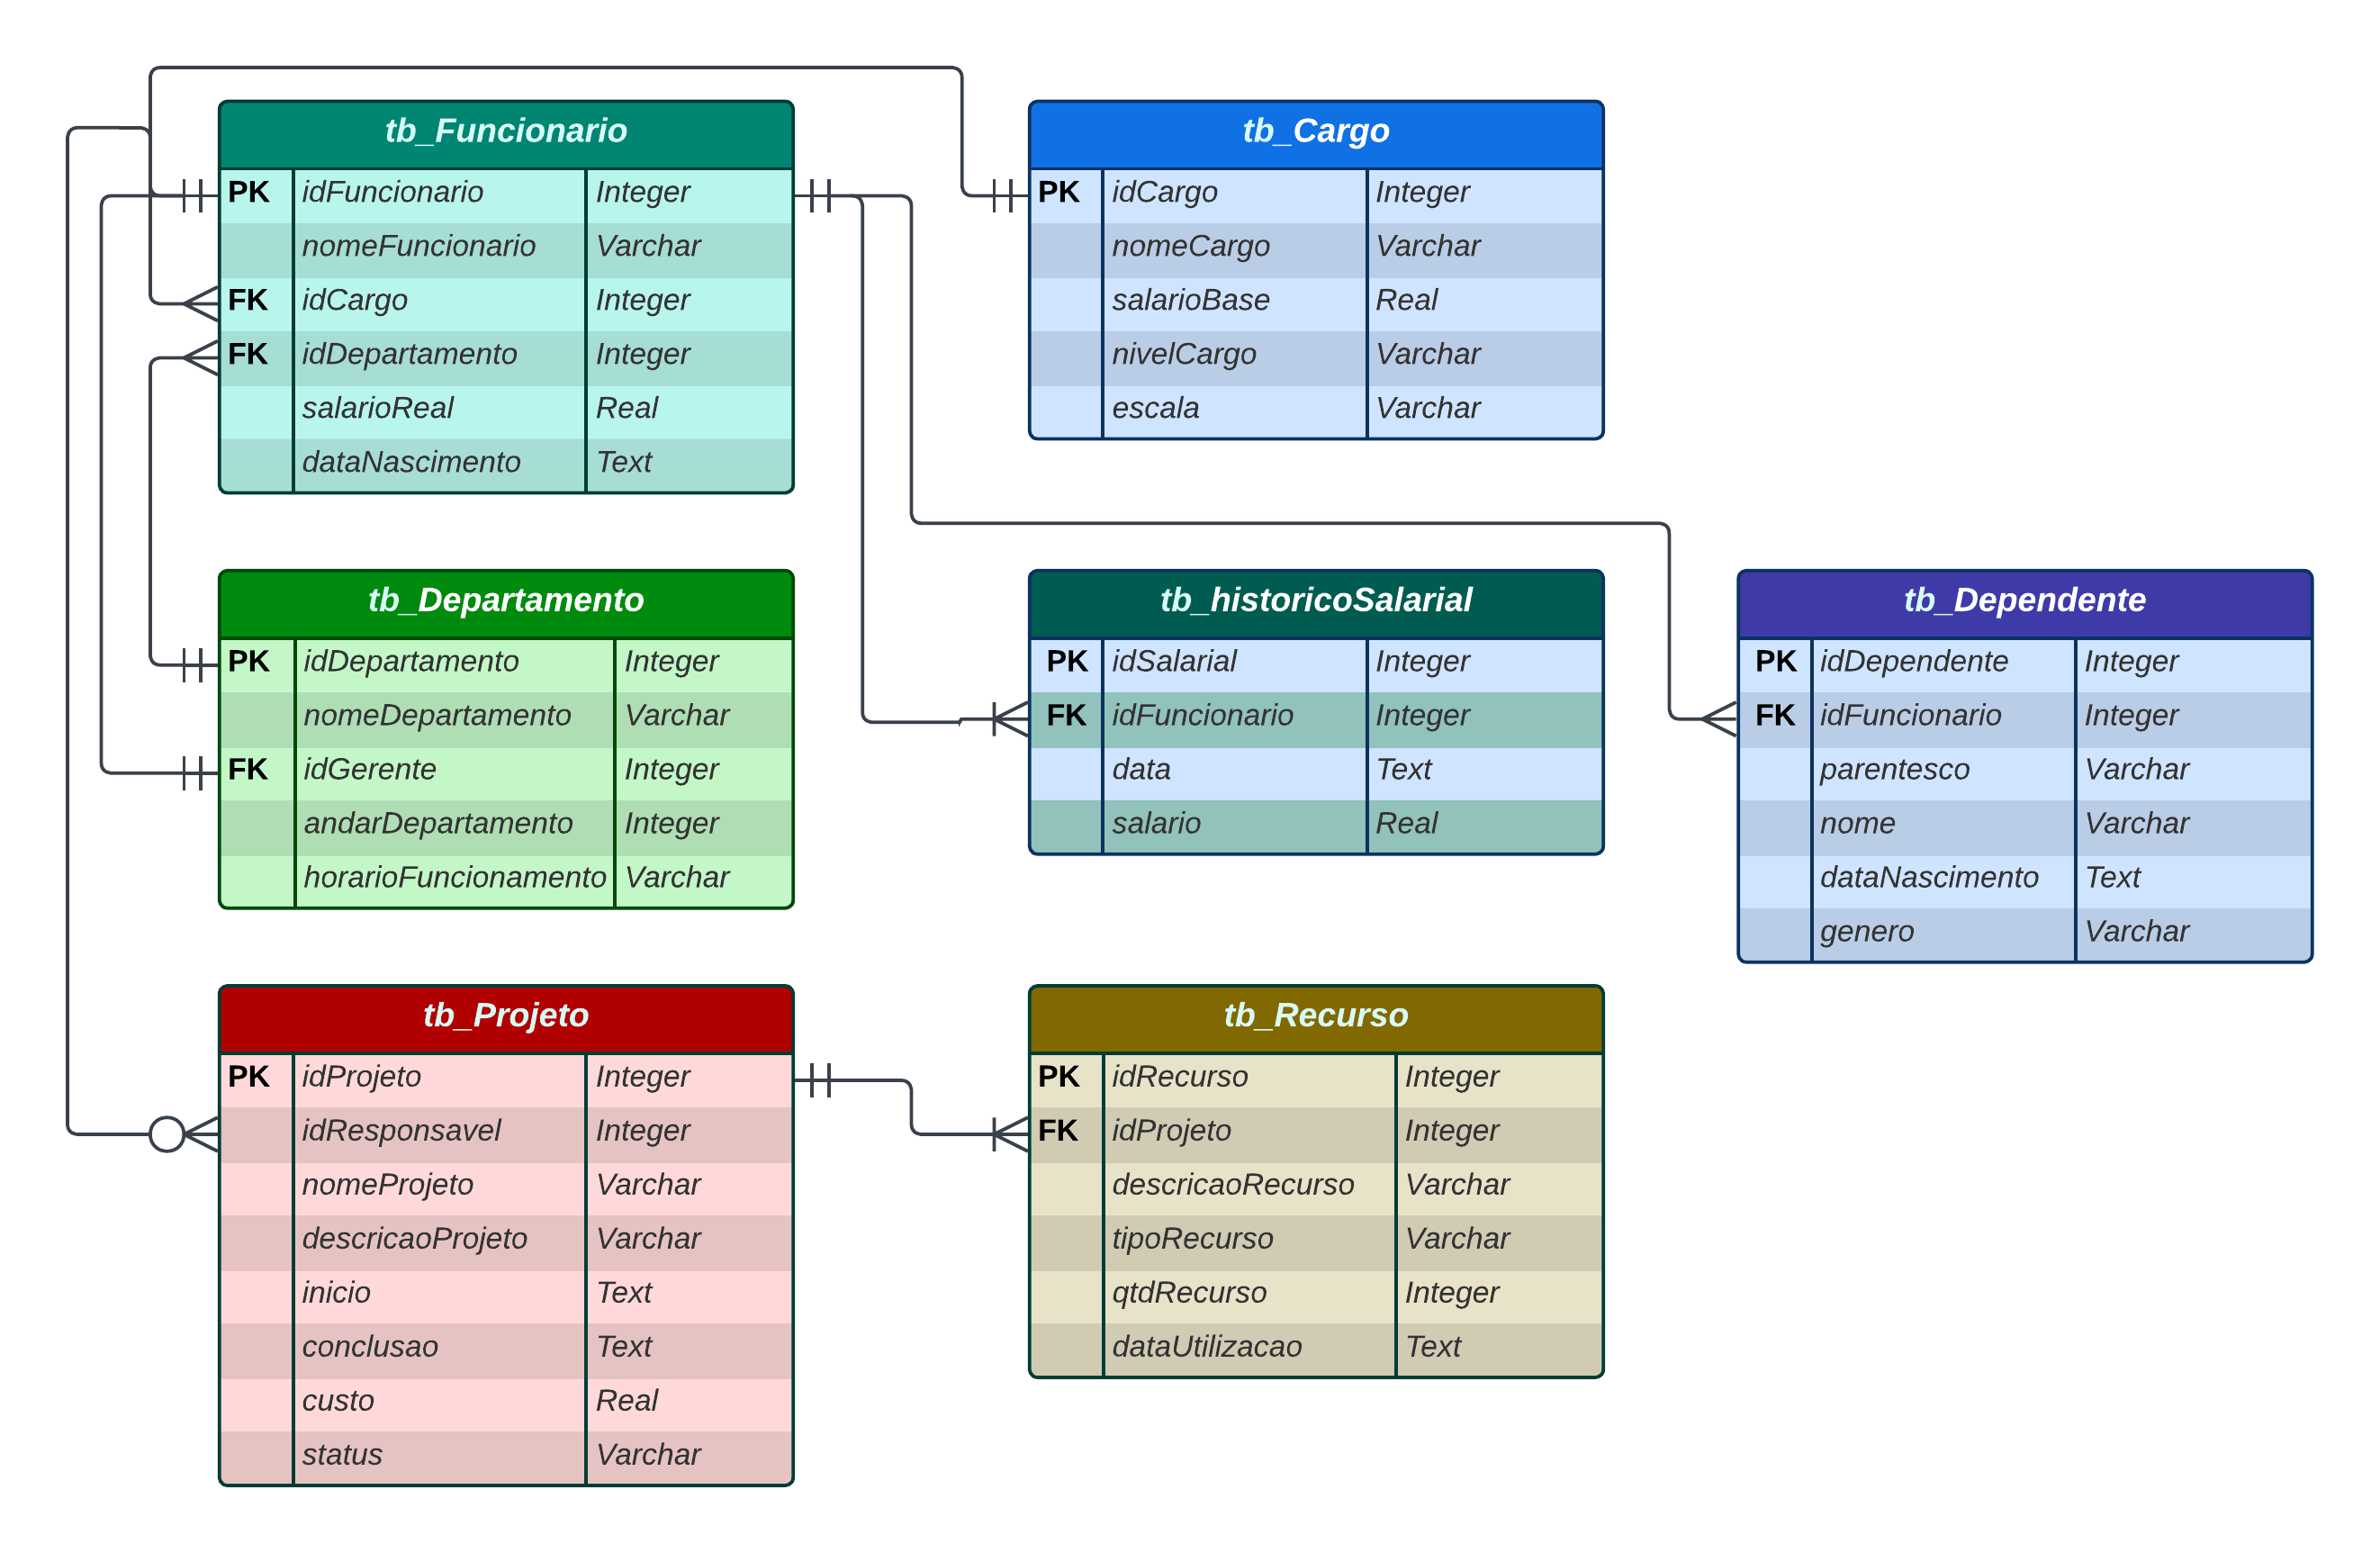 tb_Funcionario
PK idFuncionario Integer
nomeFuncionario Varchar
FK idCargo Integer
FK idDepartamento Integer
salarioReal Real
dataNascimento Text
tb_Cargo
PK idCargo Integer
nomeCargo Varchar
salarioBase Real
nivelCargo Varchar
escala Varchar
tb_Departamento
PK idDepartamento Integer
nomeDepartamento Varchar
FK idGerente Integer
andarDepartamento Integer
horarioFuncionamento Varchar
tb_historicoSalarial
PK idSalarial Integer
FK idFuncionario Integer
data Text
salario Real
tb_Dependente
PK idDependente Integer
FK idFuncionario Integer
parentesco Varchar
nome Varchar
dataNascimento Text
genero Varchar
tb_Projeto
PK idProjeto Integer
idResponsavel Integer
nomeProjeto Varchar
descricaoProjeto Varchar
inicio Text
conclusao Text
custo Real
status Varchar
tb_Recurso
PK idRecurso Integer
FK idProjeto Integer
descricaoRecurso Varchar
tipoRecurso Varchar
qtdRecurso Integer
dataUtilizacao Text